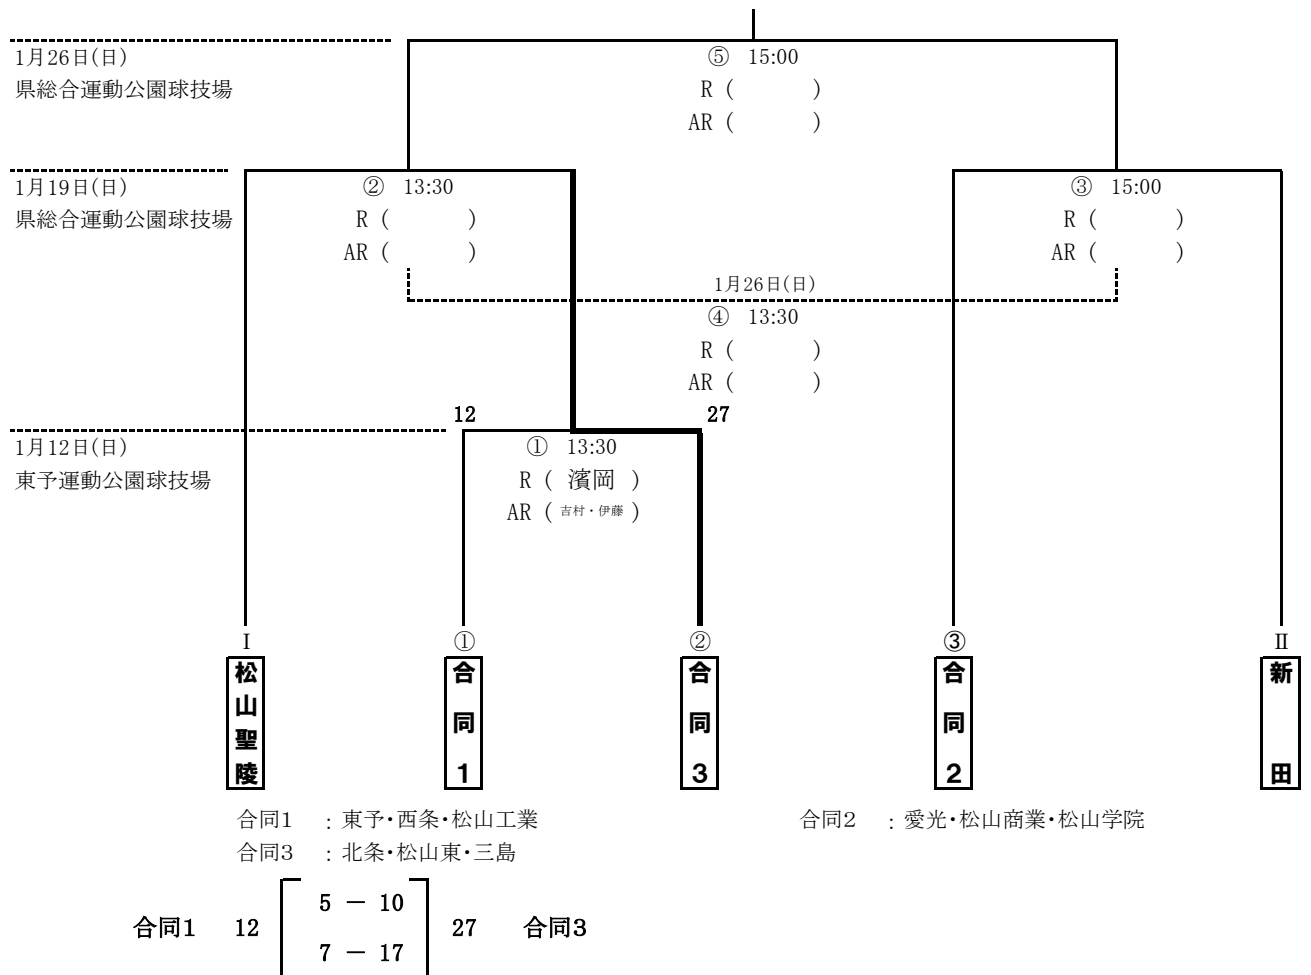 1月26日(日)
⑤ 15:00
県総合運動公園球技場
R ( )
AR ( )
1月19日(日)
② 13:30
③ 15:00
県総合運動公園球技場
R ( )
R ( )
AR ( )
AR ( )
1月26日(日)
④ 13:30
R ( )
AR ( )
12 27
1月12日(日)
① 13:30
東予運動公園球技場
R ( 濱岡 )
AR ( 吉村・伊藤 )
Ⅰ ① ② ③ Ⅱ
松山聖陵
合同1
合同3
合同2
新田
合同1 : 東予・西条・松山工業
合同2 : 愛光・松山商業・松山学院
合同3 : 北条・松山東・三島
5 － 10
合同1 12 27 合同3
7 － 17